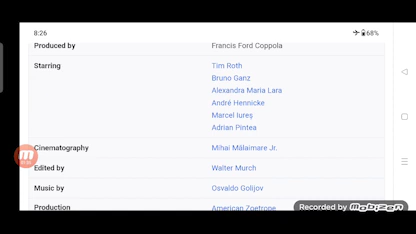 8:26
68%
Produced by Francis Ford Coppola
Starring Tim Roth
Bruno Ganz
Alexandra Maria Lara
André Hennicke
Marcel Iureş
Adrian Pintea
Cinematography Mihai Mălaimare Jr.
Edited by Walter Murch
Music by Osvaldo Golijov
Production American Zoetrope
Recorded by Mobizen